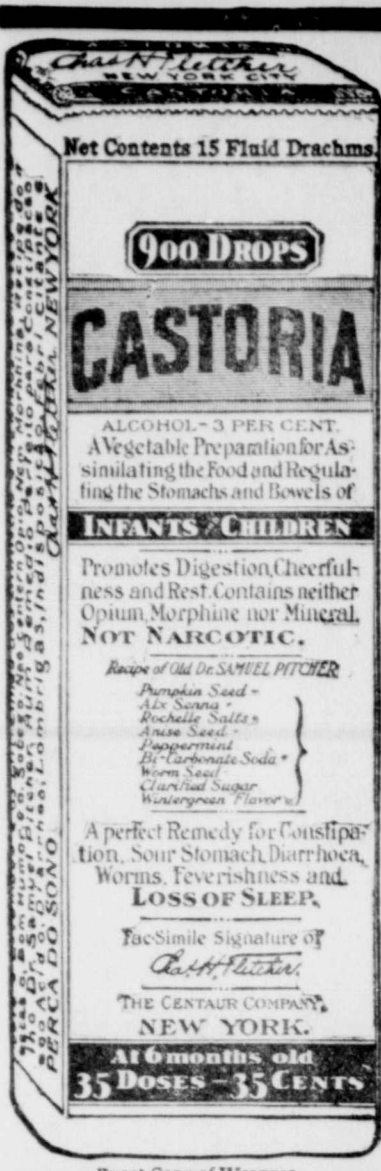 Chas H Fletcher
NEW YORK CITY
CASTORIA
Net Contents 15 Fluid Drachms
900 DROPS
CASTORIA
ALCOHOL-3 PER CENT.
A Vegetable Preparation for As-
similating the Food and Regula-
ting the Stomachs and Bowels of
INFANTS CHILDREN
Promotes Digestion, Cheerful-
ness and Rest. Contains neither
Opium, Morphine nor Mineral.
NOT NARCOTIC.
Recipe of Old Dr. SAMUEL PITCHER
Pumpkin Seed -
Alx Senna -
Rochelle Salts -
Anise Seed -
Peppermint
Bi-Carbonate Soda -
Worm Seed -
Clarified Sugar
Wintergreen Flavor
A perfect Remedy for Constipa-
tion, Sour Stomach, Diarrhoea,
Worms, Feverishness and
LOSS OF SLEEP.
Fac-Simile Signature of
Chas H. Fletcher.
THE CENTAUR COMPANY,
NEW YORK.
At 6 months old
35 DOSES - 35 CENTS
Chas H Fletcher NEW YORK
PERCA DO SONO.